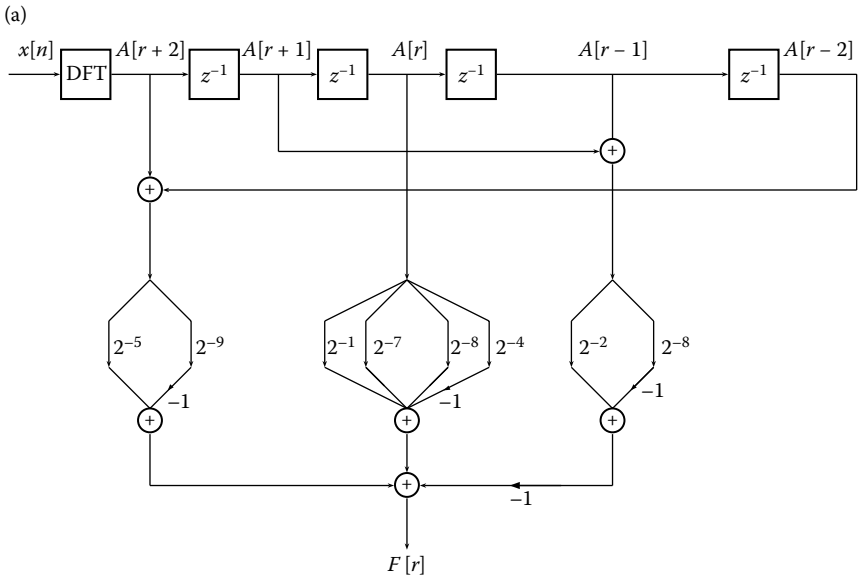 (a)
x[n] A[r + 2] A[r + 1] A[r] A[r – 1] A[r – 2]
DFT z⁻¹ z⁻¹ z⁻¹ z⁻¹
+
+
2⁻⁵ 2⁻⁹ 2⁻¹ 2⁻⁷ 2⁻⁸ 2⁻⁴ 2⁻² 2⁻⁸
–1 –1 –1
+ + +
+ –1
F [r]